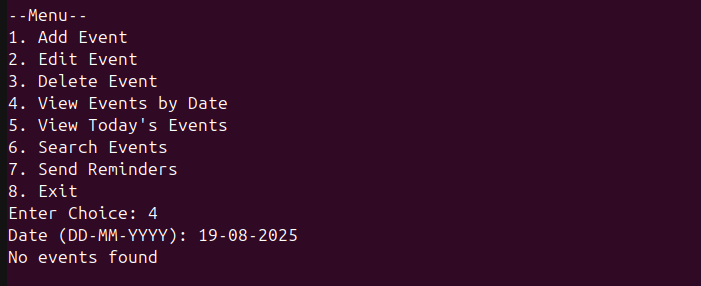 --Menu--
1. Add Event
2. Edit Event
3. Delete Event
4. View Events by Date
5. View Today's Events
6. Search Events
7. Send Reminders
8. Exit
Enter Choice: 4
Date (DD-MM-YYYY): 19-08-2025
No events found